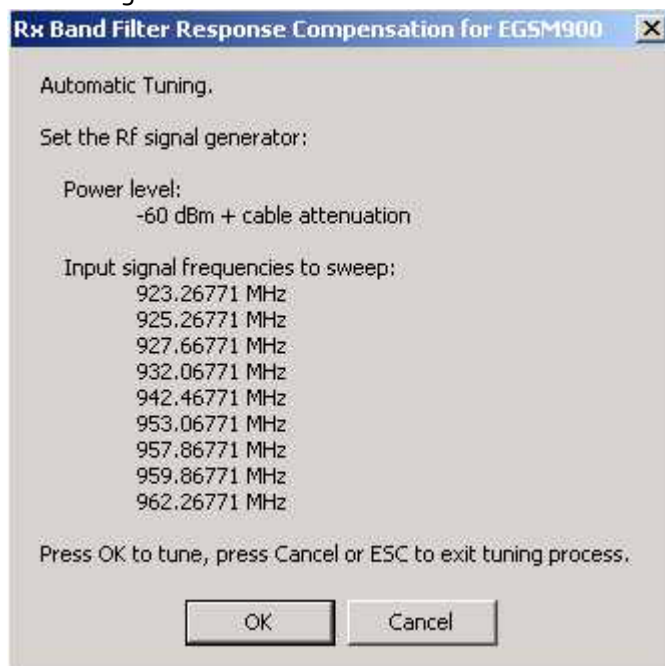 Rx Band Filter Response Compensation for EGSM900
Automatic Tuning.
Set the Rf signal generator:
Power level:
-60 dBm + cable attenuation
Input signal frequencies to sweep:
923.26771 MHz
925.26771 MHz
927.66771 MHz
932.06771 MHz
942.46771 MHz
953.06771 MHz
957.86771 MHz
959.86771 MHz
962.26771 MHz
Press OK to tune, press Cancel or ESC to exit tuning process.
OK Cancel